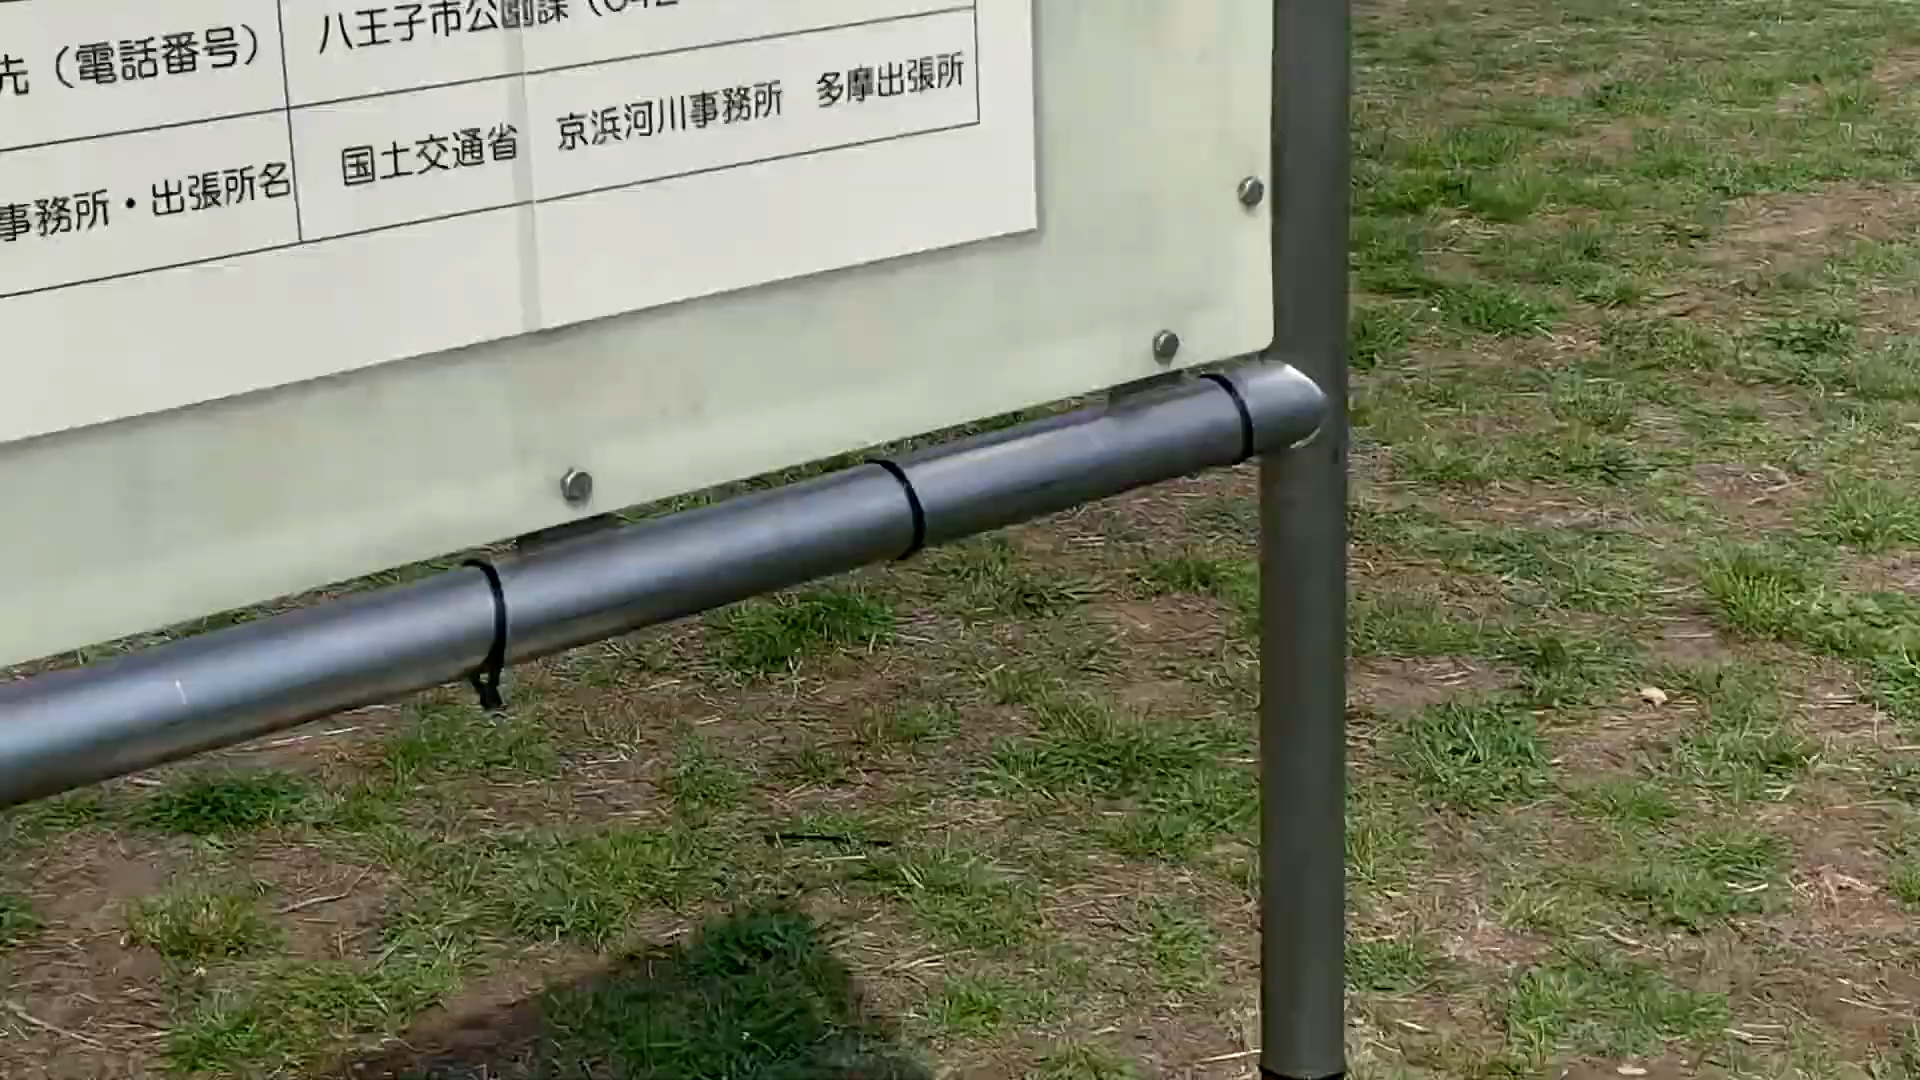 先（電話番号） 八王子市公園課（042
事務所・出張所名 国土交通省 京浜河川事務所 多摩出張所